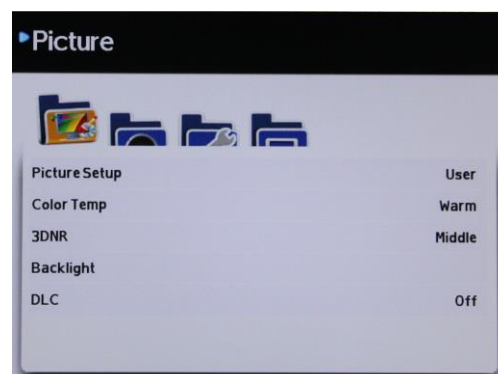 Picture
Picture Setup User
Color Temp Warm
3DNR Middle
Backlight
DLC Off